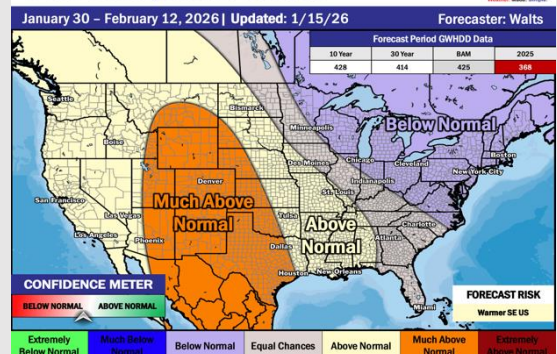 January 30 – February 12, 2026 | Updated: 1/15/26
Forecaster: Walts
Forecast Period GWHDD Data
10 Year 30 Year BAM 2025
428 414 425 368
Seattle
Bismarck
Minneapolis
Below Normal
Boise
Boston
Des Moines
Chicago
Cleveland
New York City
Indianapolis
Denver
St. Louis
San Francisco
Much Above
Normal
Las Vegas
Charlotte
Tulsa
Above
Normal
Los Angeles
Phoenix
Atlanta
Dallas
Houston
New Orleans
Miami
CONFIDENCE METER
BELOW NORMAL ABOVE NORMAL
FORECAST RISK
Warmer SE US
Extremely
Below Normal
Much Below
Normal
Below Normal
Equal Chances
Above Normal
Much Above
Normal
Extremely
Above Normal